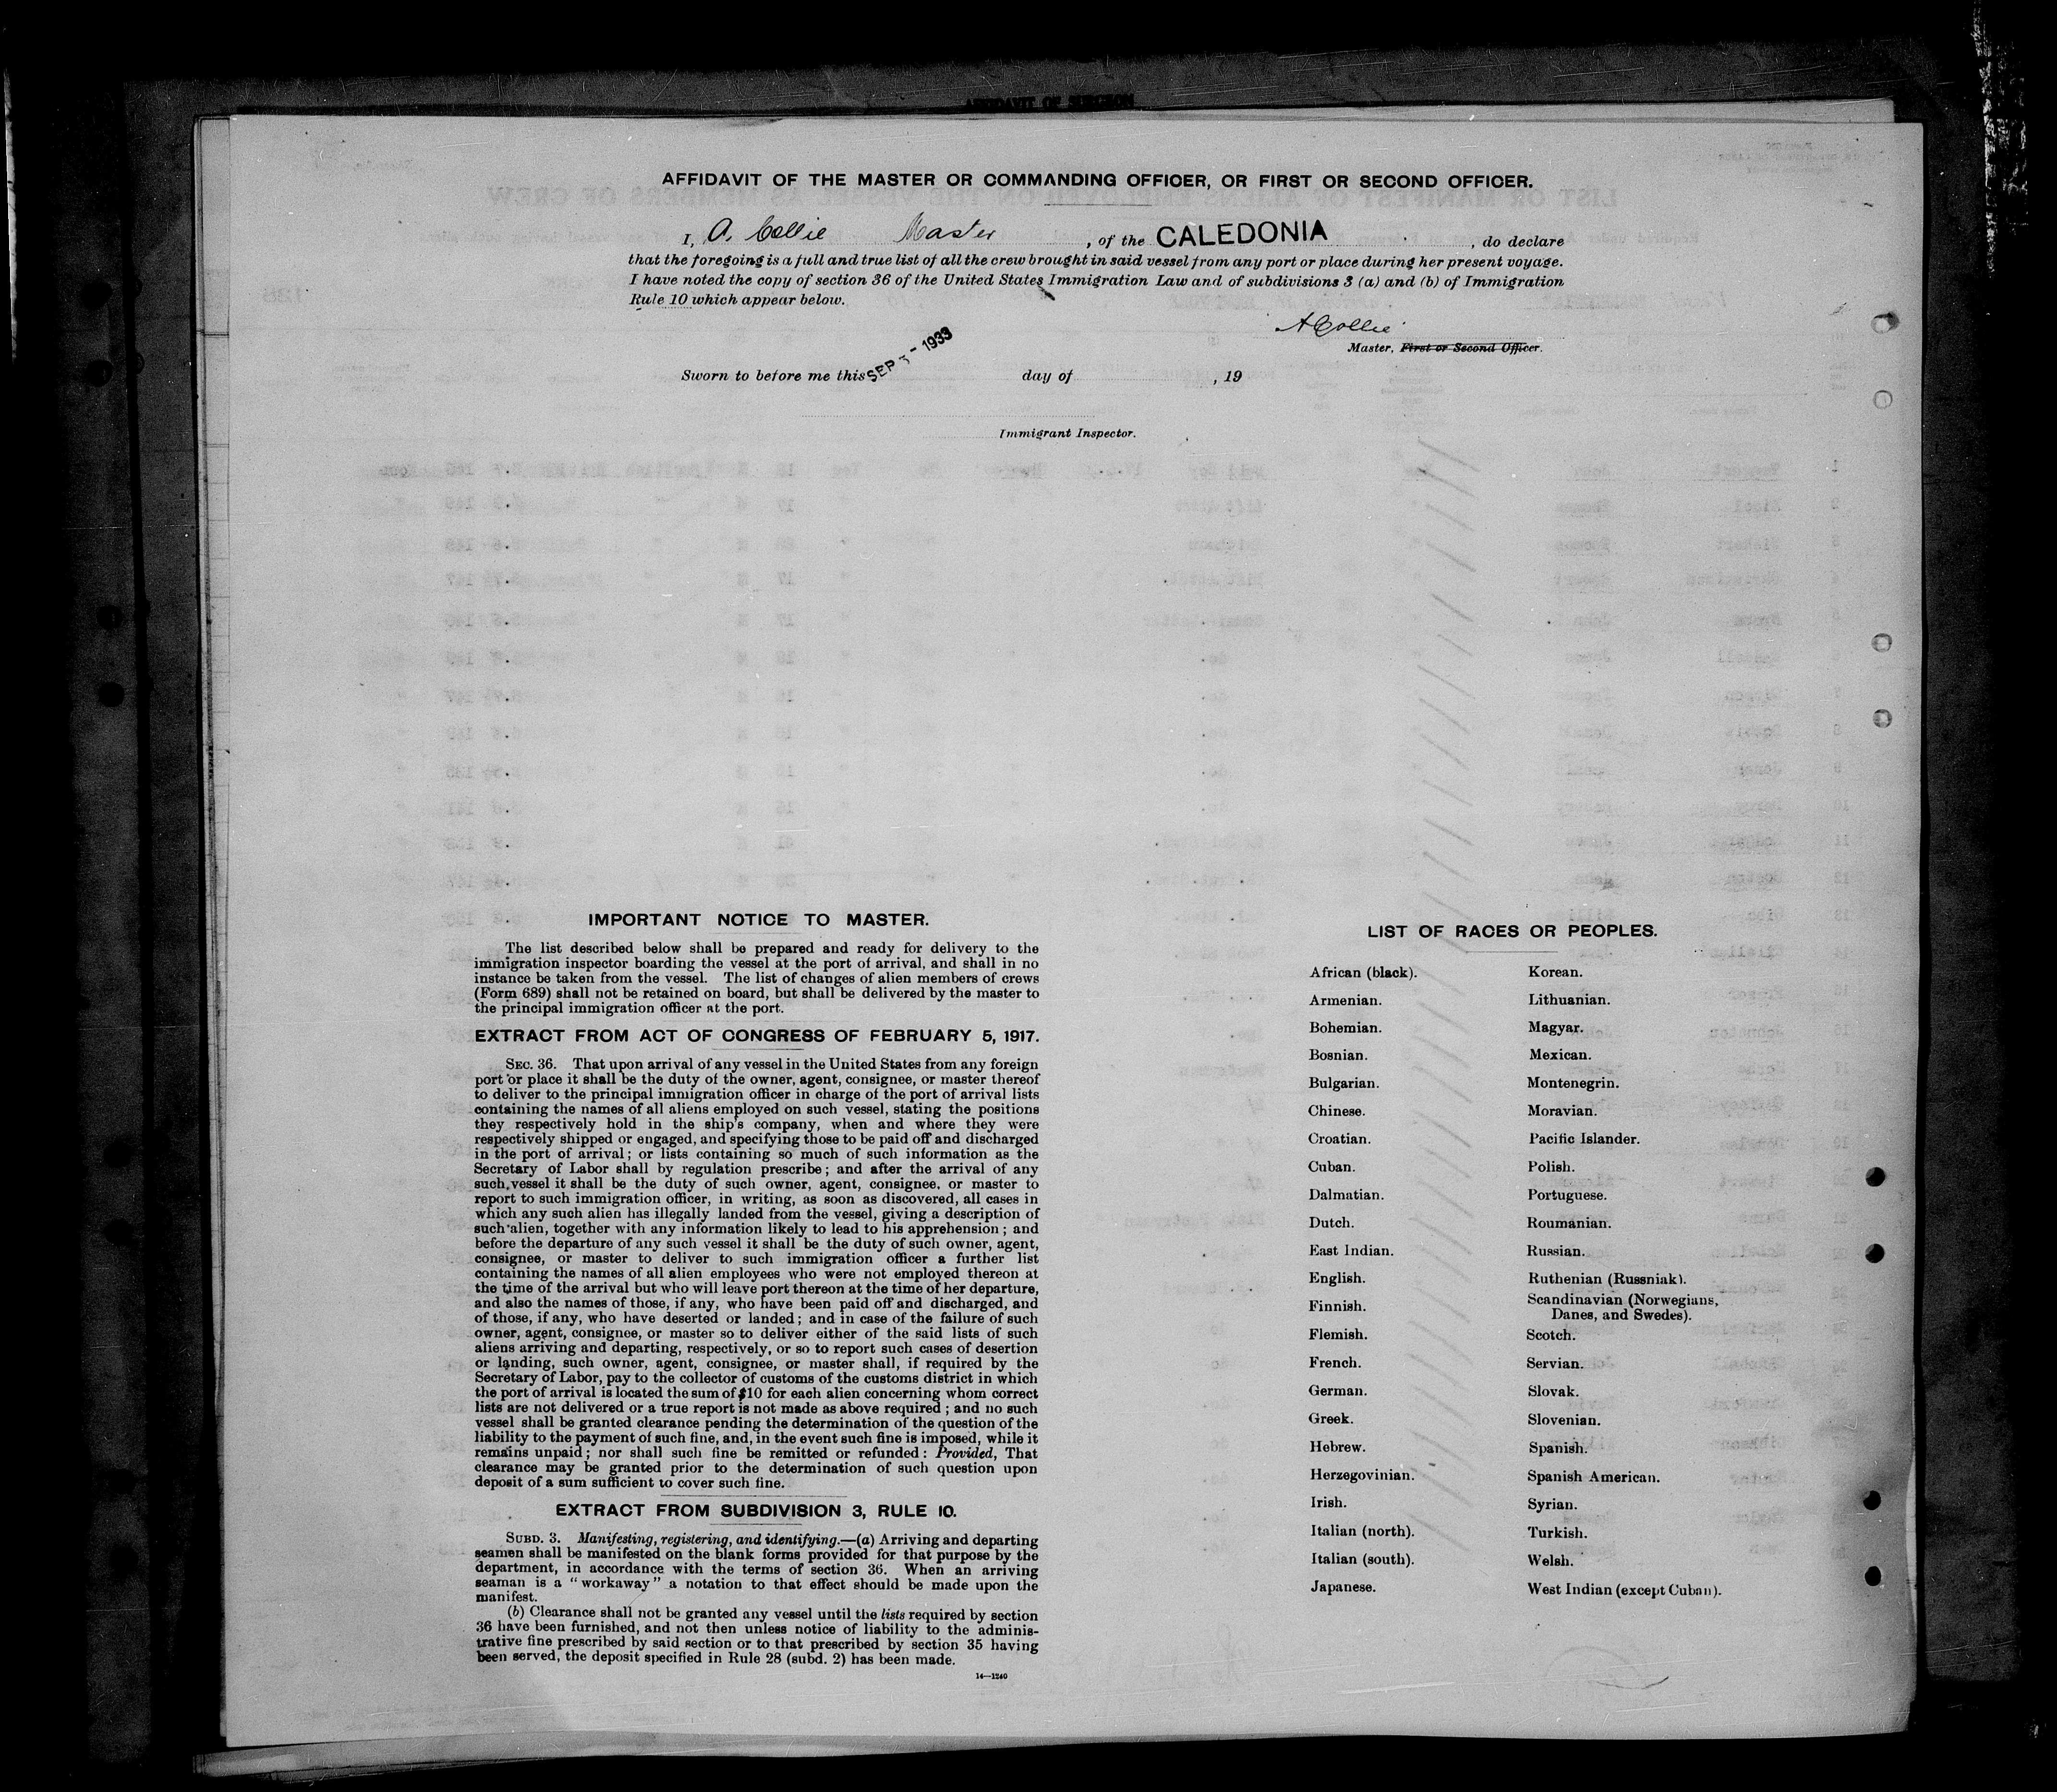 AFFIDAVIT OF SURGEON
AFFIDAVIT OF THE MASTER OR COMMANDING OFFICER, OR FIRST OR SECOND OFFICER.
I, A. Collie Master, of the CALEDONIA, do declare
that the foregoing is a full and true list of all the crew brought in said vessel from any port or place during her present voyage.
I have noted the copy of section 36 of the United States Immigration Law and of subdivisions 3 (a) and (b) of Immigration
Rule 10 which appear below.
A Collie
Master, First or Second Officer.
Sworn to before me this SEP 3 - 1933 day of , 19
Immigrant Inspector.
IMPORTANT NOTICE TO MASTER.
The list described below shall be prepared and ready for delivery to the
immigration inspector boarding the vessel at the port of arrival, and shall in no
instance be taken from the vessel. The list of changes of alien members of crews
(Form 689) shall not be retained on board, but shall be delivered by the master to
the principal immigration officer at the port.
EXTRACT FROM ACT OF CONGRESS OF FEBRUARY 5, 1917.
SEC. 36. That upon arrival of any vessel in the United States from any foreign
port or place it shall be the duty of the owner, agent, consignee, or master thereof
to deliver to the principal immigration officer in charge of the port of arrival lists
containing the names of all aliens employed on such vessel, stating the positions
they respectively hold in the ship's company, when and where they were
respectively shipped or engaged, and specifying those to be paid off and discharged
in the port of arrival; or lists containing so much of such information as the
Secretary of Labor shall by regulation prescribe; and after the arrival of any
such vessel it shall be the duty of such owner, agent, consignee, or master to
report to such immigration officer, in writing, as soon as discovered, all cases in
which any such alien has illegally landed from the vessel, giving a description of
such alien, together with any information likely to lead to his apprehension; and
before the departure of any such vessel it shall be the duty of such owner, agent,
consignee, or master to deliver to such immigration officer a further list
containing the names of all alien employees who were not employed thereon at
the time of the arrival but who will leave port thereon at the time of her departure,
and also the names of those, if any, who have been paid off and discharged, and
of those, if any, who have deserted or landed; and in case of the failure of such
owner, agent, consignee, or master so to deliver either of the said lists of such
aliens arriving and departing, respectively, or so to report such cases of desertion
or landing, such owner, agent, consignee, or master shall, if required by the
Secretary of Labor, pay to the collector of customs of the customs district in which
the port of arrival is located the sum of $10 for each alien concerning whom correct
lists are not delivered or a true report is not made as above required; and no such
vessel shall be granted clearance pending the determination of the question of the
liability to the payment of such fine, and, in the event such fine is imposed, while it
remains unpaid; nor shall such fine be remitted or refunded: Provided, That
clearance may be granted prior to the determination of such question upon
deposit of a sum sufficient to cover such fine.
EXTRACT FROM SUBDIVISION 3, RULE 10.
SUBD. 3. Manifesting, registering, and identifying.—(a) Arriving and departing
seamen shall be manifested on the blank forms provided for that purpose by the
department, in accordance with the terms of section 36. When an arriving
seaman is a "workaway" a notation to that effect should be made upon the
manifest.
(b) Clearance shall not be granted any vessel until the lists required by section
36 have been furnished, and not then unless notice of liability to the adminis-
trative fine prescribed by said section or to that prescribed by section 35 having
been served, the deposit specified in Rule 28 (subd. 2) has been made.
14—1240
LIST OF RACES OR PEOPLES.
African (black).
Armenian.
Bohemian.
Bosnian.
Bulgarian.
Chinese.
Croatian.
Cuban.
Dalmatian.
Dutch.
East Indian.
English.
Finnish.
Flemish.
French.
German.
Greek.
Hebrew.
Herzegovinian.
Irish.
Italian (north).
Italian (south).
Japanese.
Korean.
Lithuanian.
Magyar.
Mexican.
Montenegrin.
Moravian.
Pacific Islander.
Polish.
Portuguese.
Roumanian.
Russian.
Ruthenian (Russniak).
Scandinavian (Norwegians,
Danes, and Swedes).
Scotch.
Servian.
Slovak.
Slovenian.
Spanish.
Spanish American.
Syrian.
Turkish.
Welsh.
West Indian (except Cuban).